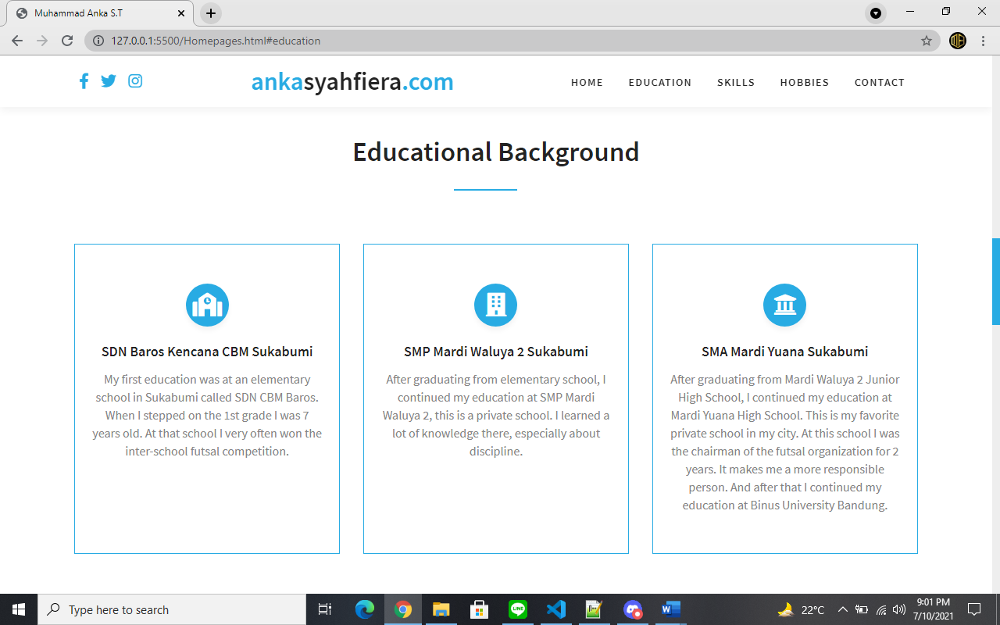 Muhammad Anka S.T
127.0.0.1:5500/Homepages.html#education
ankasyahfiera.com
HOME EDUCATION SKILLS HOBBIES CONTACT
Educational Background
SDN Baros Kencana CBM Sukabumi
My first education was at an elementary
school in Sukabumi called SDN CBM Baros.
When I stepped on the 1st grade I was 7
years old. At that school I very often won the
inter-school futsal competition.
SMP Mardi Waluya 2 Sukabumi
After graduating from elementary school, I
continued my education at SMP Mardi
Waluya 2, this is a private school. I learned a
lot of knowledge there, especially about
discipline.
SMA Mardi Yuana Sukabumi
After graduating from Mardi Waluya 2 Junior
High School, I continued my education at
Mardi Yuana High School. This is my favorite
private school in my city. At this school I was
the chairman of the futsal organization for 2
years. It makes me a more responsible
person. And after that I continued my
education at Binus University Bandung.
Type here to search
LINE
W
22°C
9:01 PM
7/10/2021